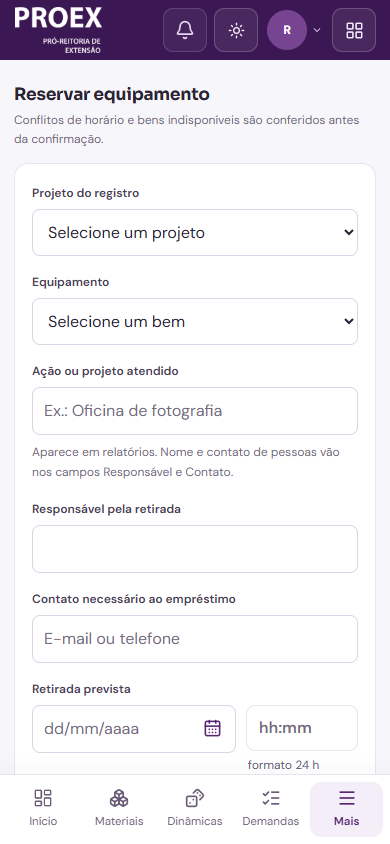 PROEX
PRÓ-REITORIA DE
EXTENSÃO
R
Reservar equipamento
Conflitos de horário e bens indisponíveis são conferidos antes
da confirmação.
Projeto do registro
Selecione um projeto
Equipamento
Selecione um bem
Ação ou projeto atendido
Ex.: Oficina de fotografia
Aparece em relatórios. Nome e contato de pessoas vão
nos campos Responsável e Contato.
Responsável pela retirada
Contato necessário ao empréstimo
E-mail ou telefone
Retirada prevista
dd/mm/aaaa
hh:mm
formato 24 h
Início
Materiais
Dinâmicas
Demandas
Mais